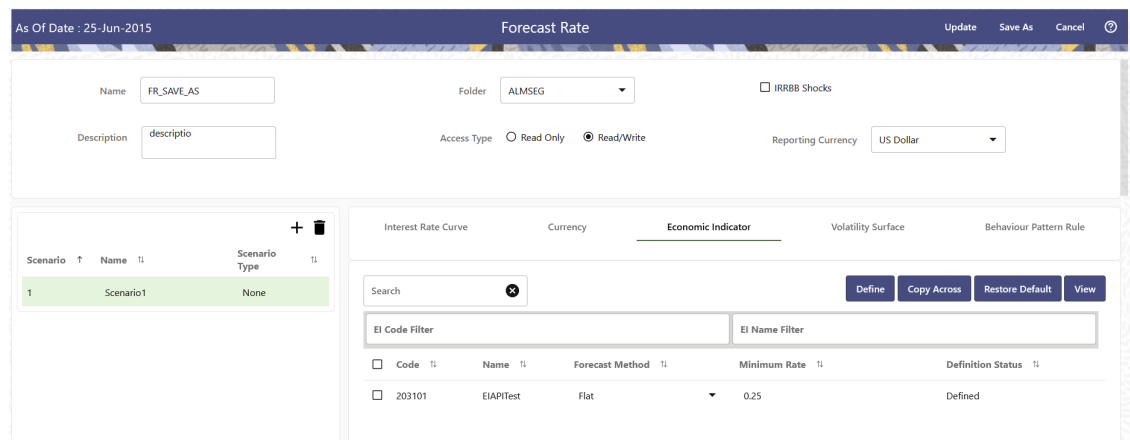 As Of Date : 25-Jun-2015 Forecast Rate Update Save As Cancel ?
Name FR_SAVE_AS Folder ALMSEG IRRBB Shocks
Description descriptio Access Type Read Only Read/Write Reporting Currency US Dollar
Interest Rate Curve Currency Economic Indicator Volatility Surface Behaviour Pattern Rule
Scenario Name Scenario Type
1 Scenario1 None
Search Define Copy Across Restore Default View
EI Code Filter EI Name Filter
Code Name Forecast Method Minimum Rate Definition Status
203101 EIAPITest Flat 0.25 Defined